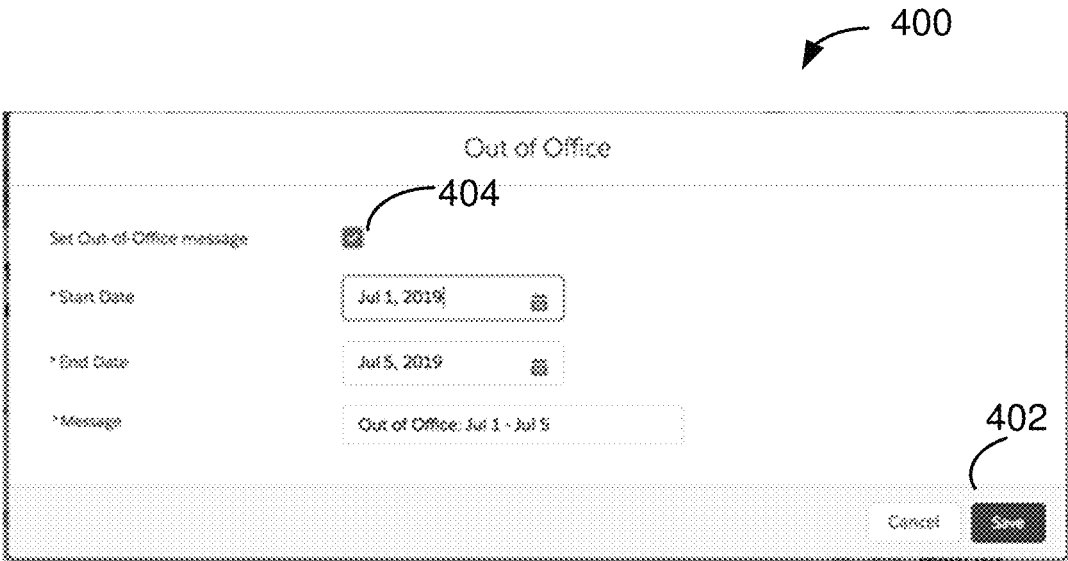 400
Out of Office
404
Set Out-of-Office message
* Start Date
Jul 1, 2019
* End Date
Jul 5, 2019
* Message
Out of Office: Jul 1 - Jul 5
402
Cancel
Save